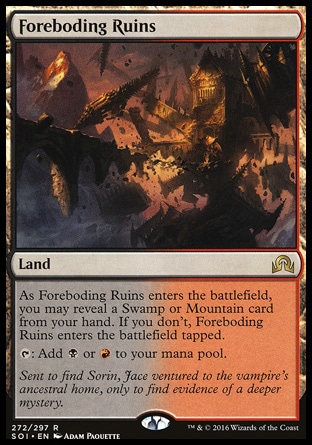 Foreboding Ruins
Land
As Foreboding Ruins enters the battlefield,
you may reveal a Swamp or Mountain card
from your hand. If you don't, Foreboding
Ruins enters the battlefield tapped.
: Add or to your mana pool.
Sent to find Sorin, Jace ventured to the vampire's
ancestral home, only to find evidence of a deeper
mystery.
272/297 R
SOI • EN Adam Paquette
™ & © 2016 Wizards of the Coast